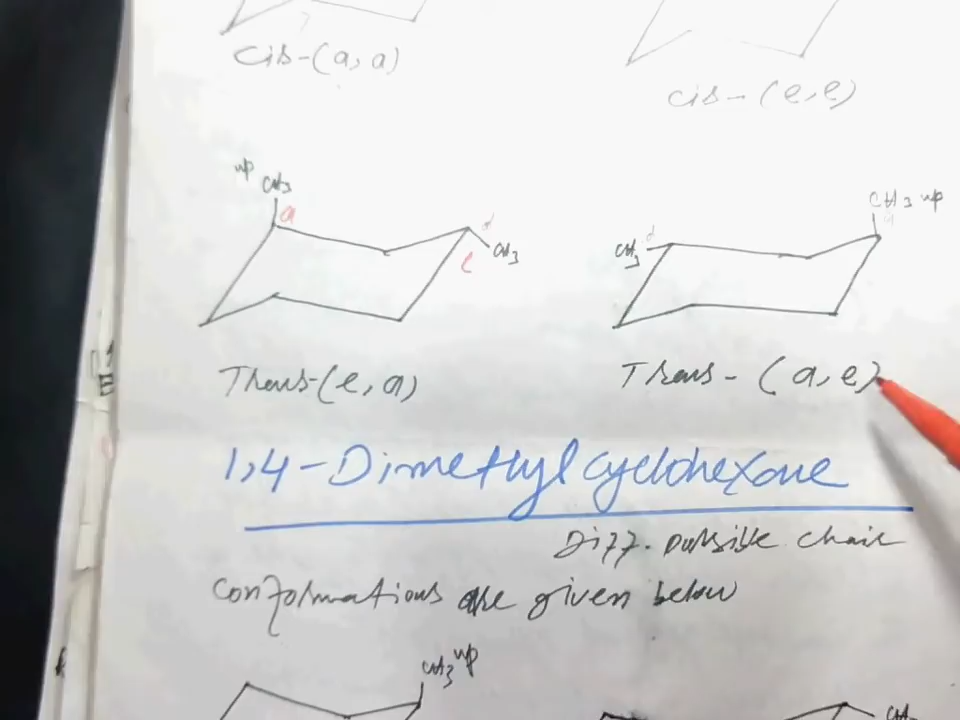 cis-(a,a)
cis-(e,e)
up
CH3
a
d
e
CH3
CH3 up
a
CH3
d
Trans-(e,a)
Trans-(a,e)
1,4-Dimethylcyclohexane
Diff. possible chair
conformations are given below
CH3 up
CH3